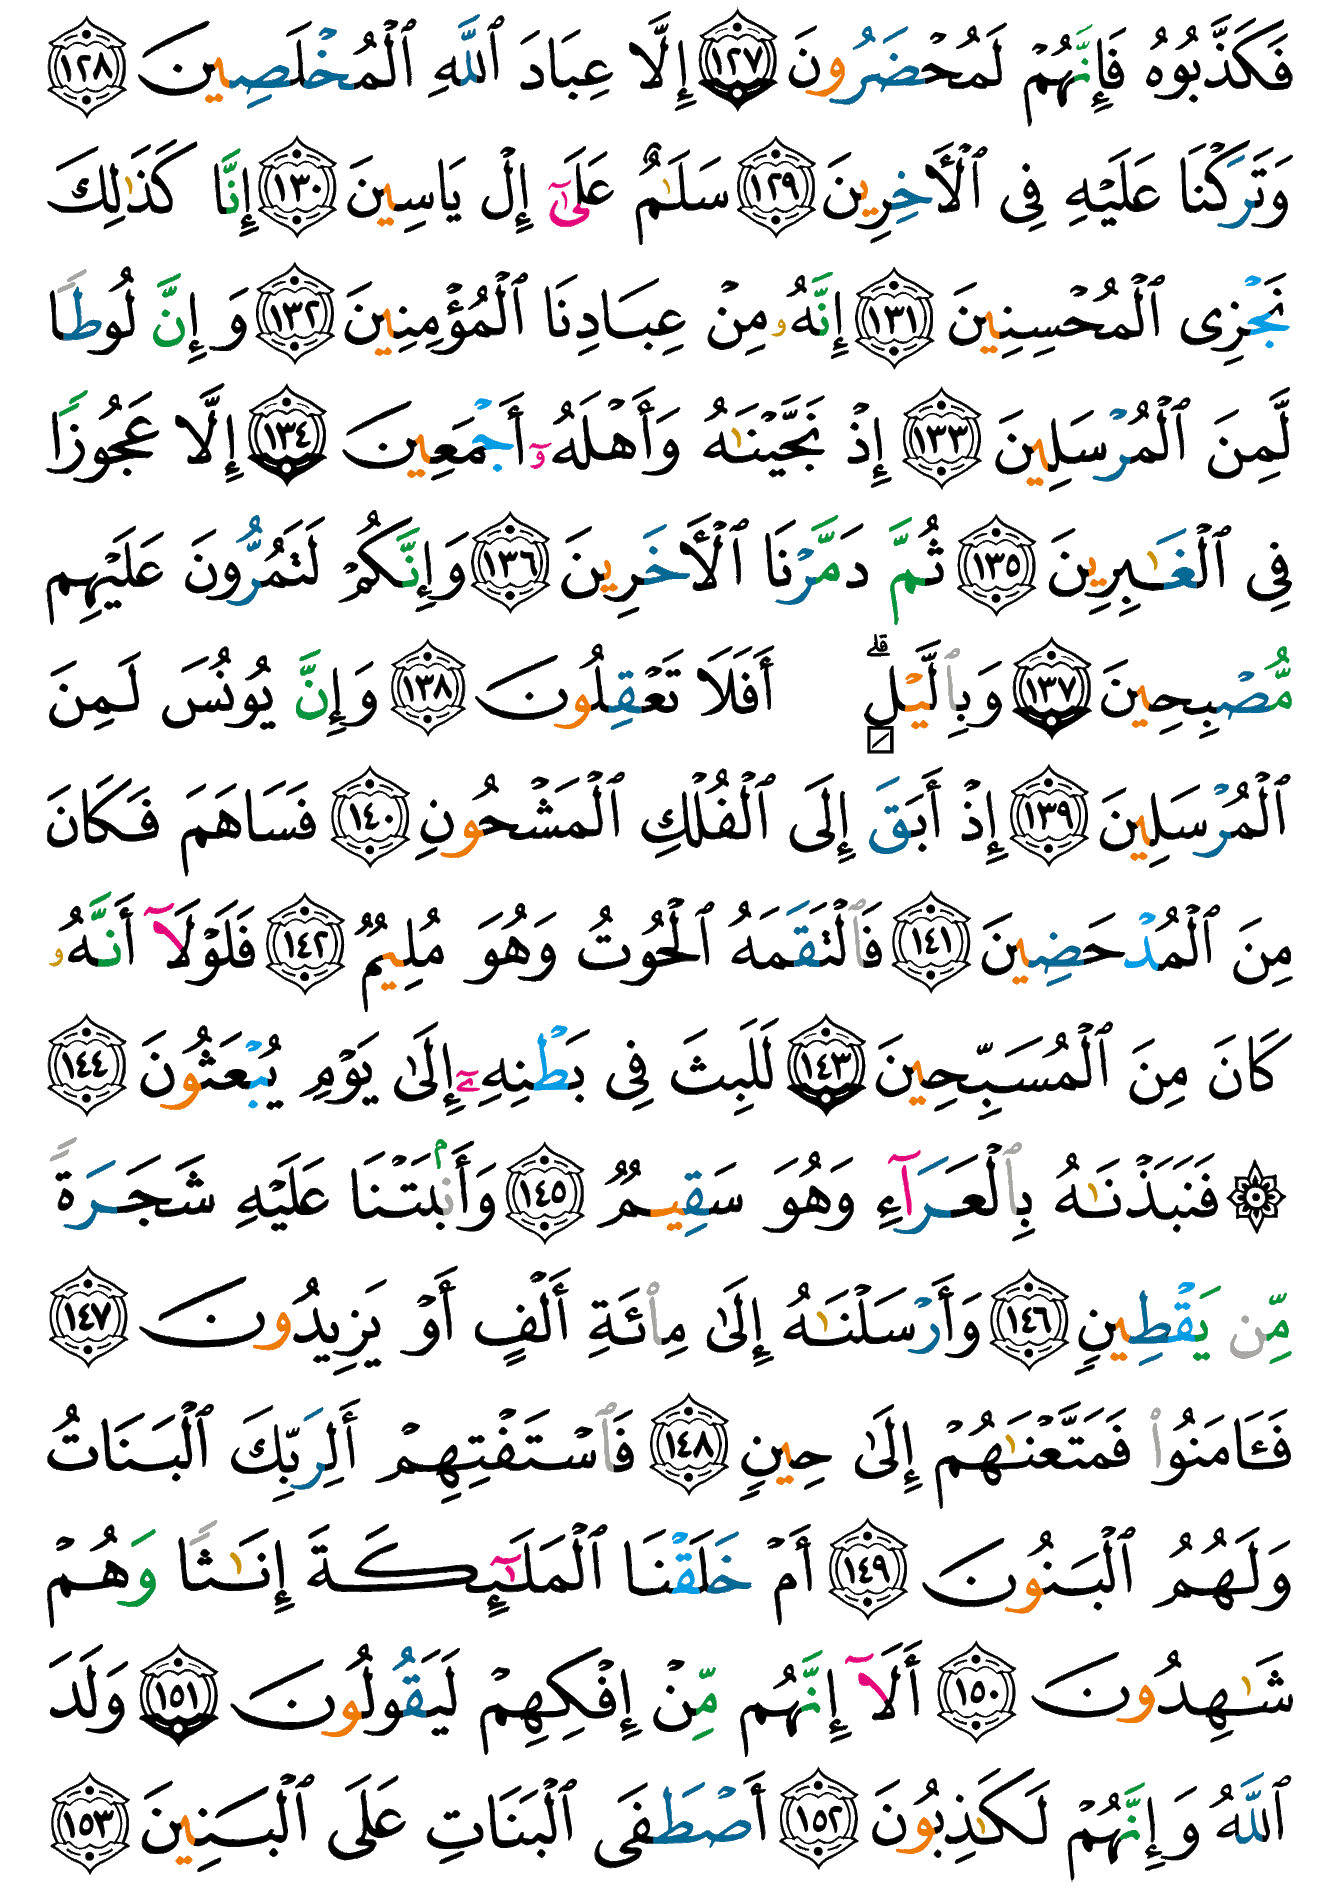 فَكَذَّبُوهُ فَإِنَّهُمْ لَمُحْضَرُونَ ١٢٧ إِلَّا عِبَادَ ٱللَّهِ ٱلْمُخْلَصِينَ ١٢٨
وَتَرَكْنَا عَلَيْهِ فِى ٱلْأَخِرِينَ ١٢٩ سَلَـٰمٌ عَلَىٰٓ إِلْ يَاسِينَ ١٣٠ إِنَّا كَذَٰلِكَ
نَجْزِى ٱلْمُحْسِنِينَ ١٣١ إِنَّهُۥ مِنْ عِبَادِنَا ٱلْمُؤْمِنِينَ ١٣٢ وَإِنَّ لُوطًا
لَّمِنَ ٱلْمُرْسَلِينَ ١٣٣ إِذْ نَجَّيْنَـٰهُ وَأَهْلَهُۥٓ أَجْمَعِينَ ١٣٤ إِلَّا عَجُوزًا
فِى ٱلْغَـٰبِرِينَ ١٣٥ ثُمَّ دَمَّرْنَا ٱلْأَخَرِينَ ١٣٦ وَإِنَّكُمْ لَتَمُرُّونَ عَلَيْهِم
مُّصْبِحِينَ ١٣٧ وَبِٱلَّيْلِ ۗ أَفَلَا تَعْقِلُونَ ١٣٨ وَإِنَّ يُونُسَ لَمِنَ
ٱلْمُرْسَلِينَ ١٣٩ إِذْ أَبَقَ إِلَى ٱلْفُلْكِ ٱلْمَشْحُونِ ١٤٠ فَسَاهَمَ فَكَانَ
مِنَ ٱلْمُدْحَضِينَ ١٤١ فَٱلْتَقَمَهُ ٱلْحُوتُ وَهُوَ مُلِيمٌ ١٤٢ فَلَوْلَآ أَنَّهُۥ
كَانَ مِنَ ٱلْمُسَبِّحِينَ ١٤٣ لَلَبِثَ فِى بَطْنِهِۦٓ إِلَىٰ يَوْمِ يُبْعَثُونَ ١٤٤
۞ فَنَبَذْنَـٰهُ بِٱلْعَرَآءِ وَهُوَ سَقِيمٌ ١٤٥ وَأَنۢبَتْنَا عَلَيْهِ شَجَرَةً
مِّن يَقْطِينٍ ١٤٦ وَأَرْسَلْنَـٰهُ إِلَىٰ مِا۟ئَةِ أَلْفٍ أَوْ يَزِيدُونَ ١٤٧
فَـَٔامَنُوا۟ فَمَتَّعْنَـٰهُمْ إِلَىٰ حِينٍ ١٤٨ فَٱسْتَفْتِهِمْ أَلِرَبِّكَ ٱلْبَنَاتُ
وَلَهُمُ ٱلْبَنُونَ ١٤٩ أَمْ خَلَقْنَا ٱلْمَلَـٰٓئِكَةَ إِنَـٰثًا وَهُمْ
شَـٰهِدُونَ ١٥٠ أَلَآ إِنَّهُم مِّنْ إِفْكِهِمْ لَيَقُولُونَ ١٥١ وَلَدَ
ٱللَّهُ وَإِنَّهُمْ لَكَـٰذِبُونَ ١٥٢ أَصْطَفَى ٱلْبَنَاتِ عَلَى ٱلْبَنِينَ ١٥٣